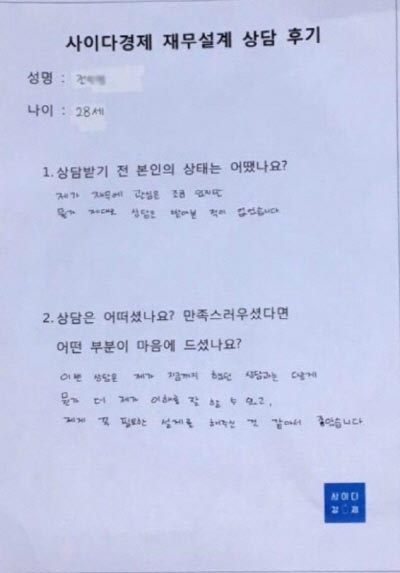 사이다경제 재무설계 상담 후기
성명 :
나이 : 28세
1. 상담받기 전 본인의 상태는 어땠나요?
제가 재무에 관심은 조금 있지만
뭔가 제대로 상담은 받아본 적이 없었습니다
2. 상담은 어떠셨나요? 만족스러우셨다면
어떤 부분이 마음에 드셨나요?
이번 상담은 제가 지금까지 했던 상담과는 다르게
뭔가 더 제가 이해를 잘 할 수 있고,
제게 꼭 필요한 설계를 해주신 것 같아서 좋았습니다
사이다
경제